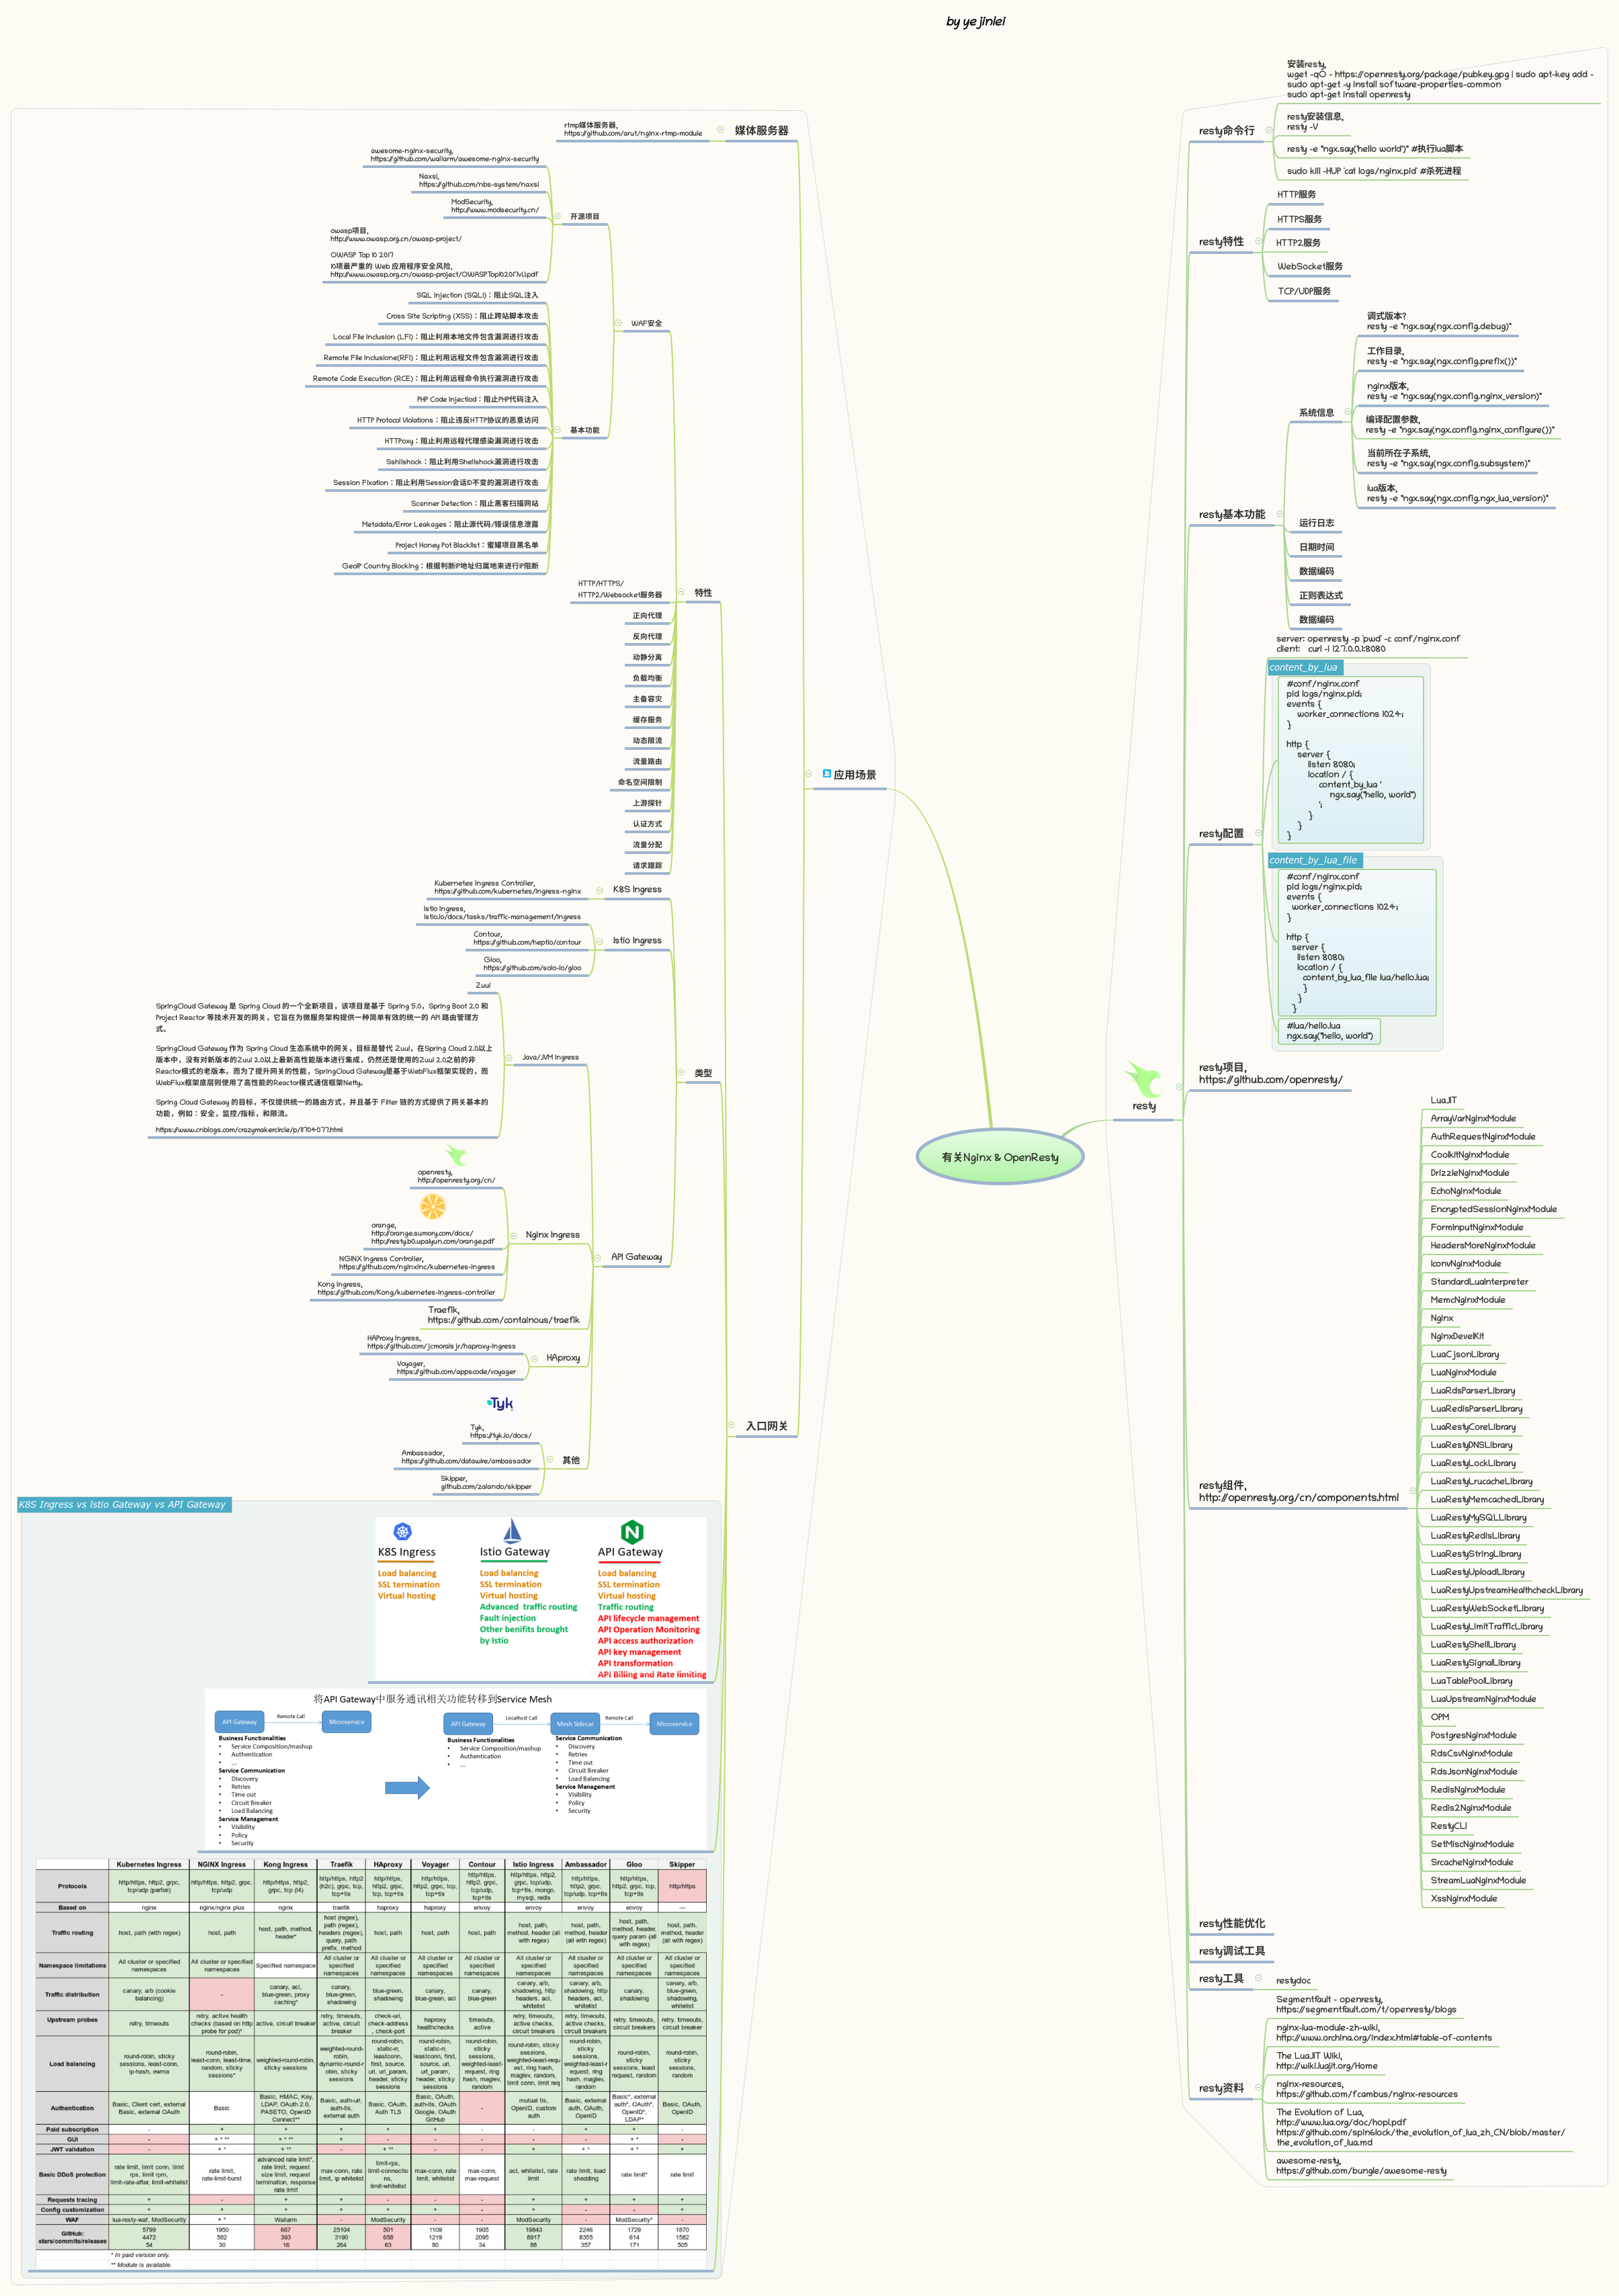 by ye jinlei
有关Nginx & OpenResty
应用场景
媒体服务器
rtmp媒体服务器,
https://github.com/arut/nginx-rtmp-module
入口网关
特性
WAF安全
开源项目
awesome-nginx-security,
https://github.com/wallarm/awesome-nginx-security
Naxsi,
https://github.com/nbs-system/naxsi
ModSecurity,
http://www.modsecurity.cn/
owasp项目,
http://www.owasp.org.cn/owasp-project/
OWASP Top 10 2017
10项最严重的 Web 应用程序安全风险,
http://www.owasp.org.cn/owasp-project/OWASPTop102017v1.1.pdf
基本功能
SQL Injection (SQLi)：阻止SQL注入
Cross Site Scripting (XSS)：阻止跨站脚本攻击
Local File Inclusion (LFI)：阻止利用本地文件包含漏洞进行攻击
Remote File Inclusione(RFI)：阻止利用远程文件包含漏洞进行攻击
Remote Code Execution (RCE)：阻止利用远程命令执行漏洞进行攻击
PHP Code Injectiod：阻止PHP代码注入
HTTP Protocol Violations：阻止违反HTTP协议的恶意访问
HTTPoxy：阻止利用远程代理感染漏洞进行攻击
Sshllshock：阻止利用Shellshock漏洞进行攻击
Session Fixation：阻止利用Session会话ID不变的漏洞进行攻击
Scanner Detection：阻止黑客扫描网站
Metadata/Error Leakages：阻止源代码/错误信息泄露
Project Honey Pot Blacklist：蜜罐项目黑名单
GeoIP Country Blocking：根据判断IP地址归属地来进行IP阻断
HTTP/HTTPS/
HTTP2/Websocket服务器
正向代理
反向代理
动静分离
负载均衡
主备容灾
缓存服务
动态限流
流量路由
命名空间限制
上游探针
认证方式
流量分配
请求跟踪
类型
K8S Ingress
Kubernetes Ingress Controller,
https://github.com/kubernetes/ingress-nginx
Istio Ingress
Istio Ingress,
istio.io/docs/tasks/traffic-management/ingress
Contour,
https://github.com/heptio/contour
Gloo,
https://github.com/solo-io/gloo
API Gateway
Java/JVM Ingress
Zuul
SpringCloud Gateway 是 Spring Cloud 的一个全新项目，该项目是基于 Spring 5.0，Spring Boot 2.0 和
Project Reactor 等技术开发的网关，它旨在为微服务架构提供一种简单有效的统一的 API 路由管理方
式。
SpringCloud Gateway 作为 Spring Cloud 生态系统中的网关，目标是替代 Zuul，在Spring Cloud 2.0以上
版本中，没有对新版本的Zuul 2.0以上最新高性能版本进行集成，仍然还是使用的Zuul 2.0之前的非
Reactor模式的老版本。而为了提升网关的性能，SpringCloud Gateway是基于WebFlux框架实现的，而
WebFlux框架底层则使用了高性能的Reactor模式通信框架Netty。
Spring Cloud Gateway 的目标，不仅提供统一的路由方式，并且基于 Filter 链的方式提供了网关基本的
功能，例如：安全，监控/指标，和限流。
https://www.cnblogs.com/crazymakercircle/p/11704077.html
Nginx Ingress
openresty,
http://openresty.org/cn/
orange,
http://orange.sumory.com/docs/
http://resty.b0.upaiyun.com/orange.pdf
NGINX Ingress Controller,
https://github.com/nginxinc/kubernetes-ingress
Kong Ingress,
https://github.com/Kong/kubernetes-ingress-controller
Traefik,
https://github.com/containous/traefik
HAproxy
HAProxy Ingress,
https://github.com/jcmoraisjr/haproxy-ingress
Voyager,
https://github.com/appscode/voyager
其他
Tyk
Tyk,
https://tyk.io/docs/
Ambassador,
https://github.com/datawire/ambassador
Skipper,
github.com/zalando/skipper
K8S Ingress vs Istio Gateway vs API Gateway
K8S Ingress
Load balancing
SSL termination
Virtual hosting
Istio Gateway
Load balancing
SSL termination
Virtual hosting
Advanced traffic routing
Fault injection
Other benifits brought
by Istio
API Gateway
Load balancing
SSL termination
Virtual hosting
Traffic routing
API lifecycle management
API Operation Monitoring
API access authorization
API key management
API transformation
APi Billing and Rate limiting
将API Gateway中服务通讯相关功能转移到Service Mesh
API Gateway Remote Call Microservice
Business Functionalities
• Service Composition/mashup
• Authentication
• ...
Service Communication
• Discovery
• Retries
• Time out
• Circuit Breaker
• Load Balancing
Service Management
• Visibility
• Policy
• Security
API Gateway Localhost Call Mesh Sidecar Remote Call Microservice
Business Functionalities
• Service Composition/mashup
• Authentication
• ...
Service Communication
• Discovery
• Retries
• Time out
• Circuit Breaker
• Load Balancing
Service Management
• Visibility
• Policy
• Security
Kubernetes Ingress NGINX Ingress Kong Ingress Traefik HAproxy Voyager Contour Istio Ingress Ambassador Gloo Skipper
Protocols
http/https, http2, grpc, tcp/udp (partial)
http/https, http2, grpc, tcp/udp
http/https, http2, grpc, tcp (l4)
http/https, http2 (h2c), grpc, tcp, tcp+tls
http/https, http2, grpc, tcp, tcp+tls
http/https, http2, grpc, tcp, tcp+tls
http/https, http2, grpc, tcp/udp, tcp+tls
http/https, http2, grpc, tcp/udp, tcp+tls, mongo, mysql, redis
http/https, http2, grpc, tcp/udp, tcp+tls
http/https, http2, grpc, tcp, tcp+tls
http/https
Based on nginx nginx/nginx plus nginx traefik haproxy haproxy envoy envoy envoy envoy —
Traffic routing
host, path (with regex)
host, path
host, path, method, header*
host (regex), path (regex), headers (regex), query, path prefix, method
host, path
host, path
host, path
host, path, method, header (all with regex)
host, path, method, header (all with regex)
host, path, method, header, query param (all with regex)
host, path, method, header (all with regex)
Namespace limitations
All cluster or specified namespaces
All cluster or specified namespaces
Specified namespace
All cluster or specified namespaces
All cluster or specified namespaces
All cluster or specified namespaces
All cluster or specified namespaces
All cluster or specified namespaces
All cluster or specified namespaces
All cluster or specified namespaces
All cluster or specified namespaces
Traffic distribution
canary, a/b (cookie balancing)
-
canary, acl, blue-green, proxy caching*
canary, blue-green, shadowing
blue-green, shadowing
canary, blue-green, acl
canary, blue-green
canary, a/b, shadowing, http headers, acl, whitelist
canary, a/b, shadowing, http headers, acl, whitelist
canary, shadowing
canary, a/b, blue-green, shadowing, whitelist
Upstream probes
retry, timeouts
retry, active health checks (based on http probe for pod)*
active, circuit breaker
retry, timeouts, active, circuit breaker
check-uri, check-address, check-port
haproxy healthchecks
timeouts, active
retry, timeouts, active checks, circuit breakers
retry, timeouts, active checks, circuit breakers
retry, timeouts, circuit breakers
retry, timeouts, circuit breaker
Load balancing
round-robin, sticky sessions, least-conn, ip-hash, ewma
round-robin, least-conn, least-time, random, sticky sessions*
weighted-round-robin, sticky sessions
weighted-round-robin, dynamic-round-robin, sticky sessions
round-robin, static-rr, leastconn, first, source, uri, url_param, header, sticky sessions
round-robin, static-rr, leastconn, first, source, uri, url_param, header, sticky sessions
round-robin, sticky sessions, weighted-least-request, ring hash, maglev, random
round-robin, sticky sessions, weighted-least-request, ring hash, maglev, random, limit conn, limit req
round-robin, sticky sessions, weighted-least-request, ring hash, maglev, random
round-robin, sticky sessions, least request, random
round-robin, sticky sessions, random
Authentication
Basic, Client cert, external Basic, external OAuth
Basic
Basic, HMAC, Key, LDAP, OAuth 2.0, PASETO, OpenID Connect**
Basic, auth-url, auth-tls, external auth
Basic, OAuth, Auth TLS
Basic, OAuth, auth-tls, OAuth Google, OAuth GitHub
-
mutual tls, OpenID, custom auth
Basic, external auth, OAuth, OpenID
Basic*, external auth*, OAuth*, OpenID*, LDAP*
Basic, OAuth, OpenID
Paid subscription - + + + + + - - + + -
GUI - + * ** + * ** + - - - - - + * -
JWT validation - + * + ** - + ** - - + + * + * +
Basic DDoS protection
rate limit, limit conn, limit rps, limit rpm, limit-rate-after, limit-whitelist
rate limit, rate-limit-burst
advanced rate limit*, rate limit, request size limit, request termination, response rate limit
max-conn, rate limit, ip whitelist
limit-rps, limit-connections, limit-whitelist
max-conn, rate limit, whitelist
max-conn, max-request
acl, whitelist, rate limit
rate limit, load shedding
rate limit*
rate limit
Requests tracing + - + + - - - + + + +
Config customization + + + + + + - + - - +
WAF lua-resty-waf, ModSecurity + * Wallarm - ModSecurity - - ModSecurity - ModSecurity* -
GitHub: stars/commits/releases
5799 1950 667 25104 501 1109 1905 19843 2246 1729 1870
4472 582 393 3190 656 1219 2095 8917 8355 614 1582
54 30 16 264 63 80 34 88 357 171 505
* In paid version only.
** Module is available.
resty
resty命令行
安装resty,
wget -qO - https://openresty.org/package/pubkey.gpg | sudo apt-key add -
sudo apt-get -y install software-properties-common
sudo apt-get install openresty
resty安装信息,
resty -V
resty -e "ngx.say('hello world')" #执行lua脚本
sudo kill -HUP `cat logs/nginx.pid` #杀死进程
resty特性
HTTP服务
HTTPS服务
HTTP2服务
WebSocket服务
TCP/UDP服务
resty基本功能
系统信息
调式版本?
resty -e "ngx.say(ngx.config.debug)"
工作目录,
resty -e "ngx.say(ngx.config.prefix())"
nginx版本,
resty -e "ngx.say(ngx.config.nginx_version)"
编译配置参数,
resty -e "ngx.say(ngx.config.nginx_configure())"
当前所在子系统,
resty -e "ngx.say(ngx.config.subsystem)"
lua版本,
resty -e "ngx.say(ngx.config.ngx_lua_version)"
运行日志
日期时间
数据编码
正则表达式
数据编码
resty配置
server: openresty -p `pwd` -c conf/nginx.conf
client: curl -i 127.0.0.1:8080
content_by_lua
#conf/nginx.conf
pid logs/nginx.pid;
events {
worker_connections 1024;
}
http {
server {
listen 8080;
location / {
content_by_lua '
ngx.say("hello, world")
';
}
}
}
content_by_lua_file
#conf/nginx.conf
pid logs/nginx.pid;
events {
worker_connections 1024;
}
http {
server {
listen 8080;
location / {
content_by_lua_file lua/hello.lua;
}
}
}
#lua/hello.lua
ngx.say("hello, world")
resty项目,
https://github.com/openresty/
resty组件,
http://openresty.org/cn/components.html
LuaJIT
ArrayVarNginxModule
AuthRequestNginxModule
CoolkitNginxModule
DrizzleNginxModule
EchoNginxModule
EncryptedSessionNginxModule
FormInputNginxModule
HeadersMoreNginxModule
IconvNginxModule
StandardLuaInterpreter
MemcNginxModule
Nginx
NginxDevelKit
LuaCjsonLibrary
LuaNginxModule
LuaRdsParserLibrary
LuaRedisParserLibrary
LuaRestyCoreLibrary
LuaRestyDNSLibrary
LuaRestyLockLibrary
LuaRestyLrucacheLibrary
LuaRestyMemcachedLibrary
LuaRestyMySQLLibrary
LuaRestyRedisLibrary
LuaRestyStringLibrary
LuaRestyUploadLibrary
LuaRestyUpstreamHealthcheckLibrary
LuaRestyWebSocketLibrary
LuaRestyLimitTrafficLibrary
LuaRestyShellLibrary
LuaRestySignalLibrary
LuaTablePoolLibrary
LuaUpstreamNginxModule
OPM
PostgresNginxModule
RdsCsvNginxModule
RdsJsonNginxModule
RedisNginxModule
Redis2NginxModule
RestyCLI
SetMiscNginxModule
SrcacheNginxModule
StreamLuaNginxModule
XssNginxModule
resty性能优化
resty调试工具
resty工具
restydoc
resty资料
Segmentfault - openresty,
https://segmentfault.com/t/openresty/blogs
nginx-lua-module-zh-wiki,
http://www.orchina.org/index.html#table-of-contents
The LuaJIT Wiki,
http://wiki.luajit.org/Home
nginx-resources,
https://github.com/fcambus/nginx-resources
The Evolution of Lua,
http://www.lua.org/doc/hopl.pdf
https://github.com/spin6lock/the_evolution_of_lua_zh_CN/blob/master/
the_evolution_of_lua.md
awesome-resty,
https://github.com/bungle/awesome-resty